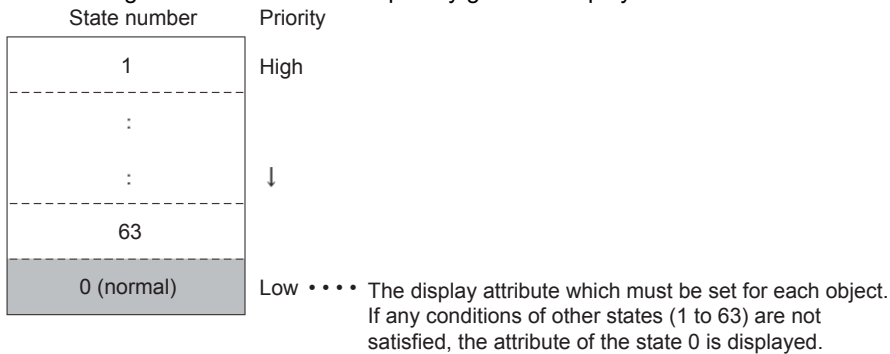 State number Priority
1 High
:
: ↓
63
0 (normal) Low •••• The display attribute which must be set for each object.
If any conditions of other states (1 to 63) are not
satisfied, the attribute of the state 0 is displayed.